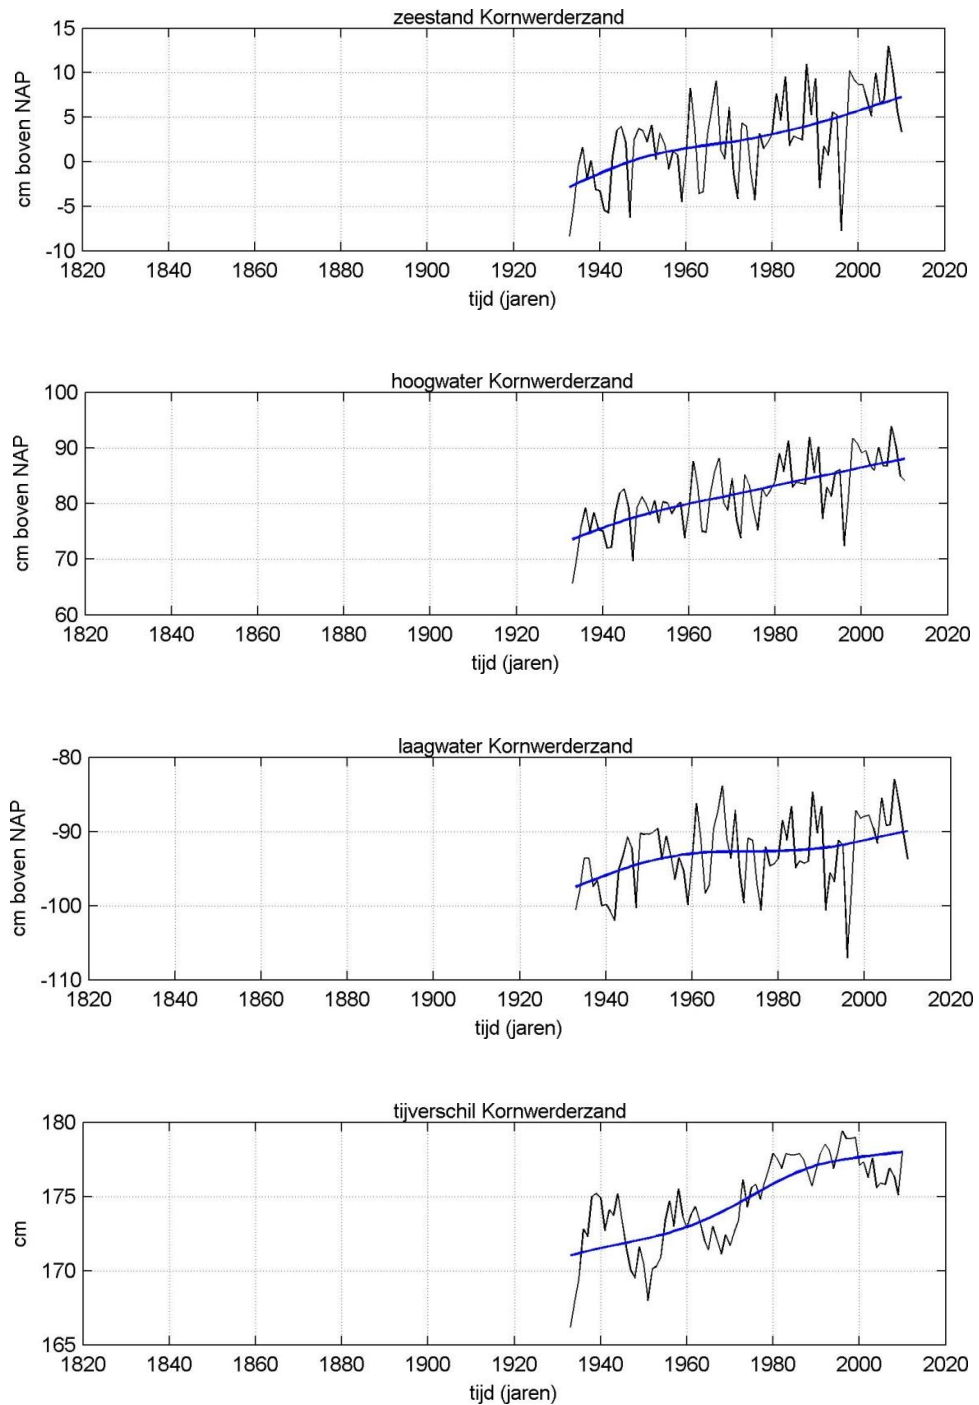 zeestand Kornwerderzand
15
10
5
0
-5
-10
cm boven NAP
1820 1840 1860 1880 1900 1920 1940 1960 1980 2000 2020
tijd (jaren)
hoogwater Kornwerderzand
100
90
80
70
60
cm boven NAP
1820 1840 1860 1880 1900 1920 1940 1960 1980 2000 2020
tijd (jaren)
laagwater Kornwerderzand
-80
-90
-100
-110
cm boven NAP
1820 1840 1860 1880 1900 1920 1940 1960 1980 2000 2020
tijd (jaren)
tijverschil Kornwerderzand
180
175
170
165
cm
1820 1840 1860 1880 1900 1920 1940 1960 1980 2000 2020
tijd (jaren)